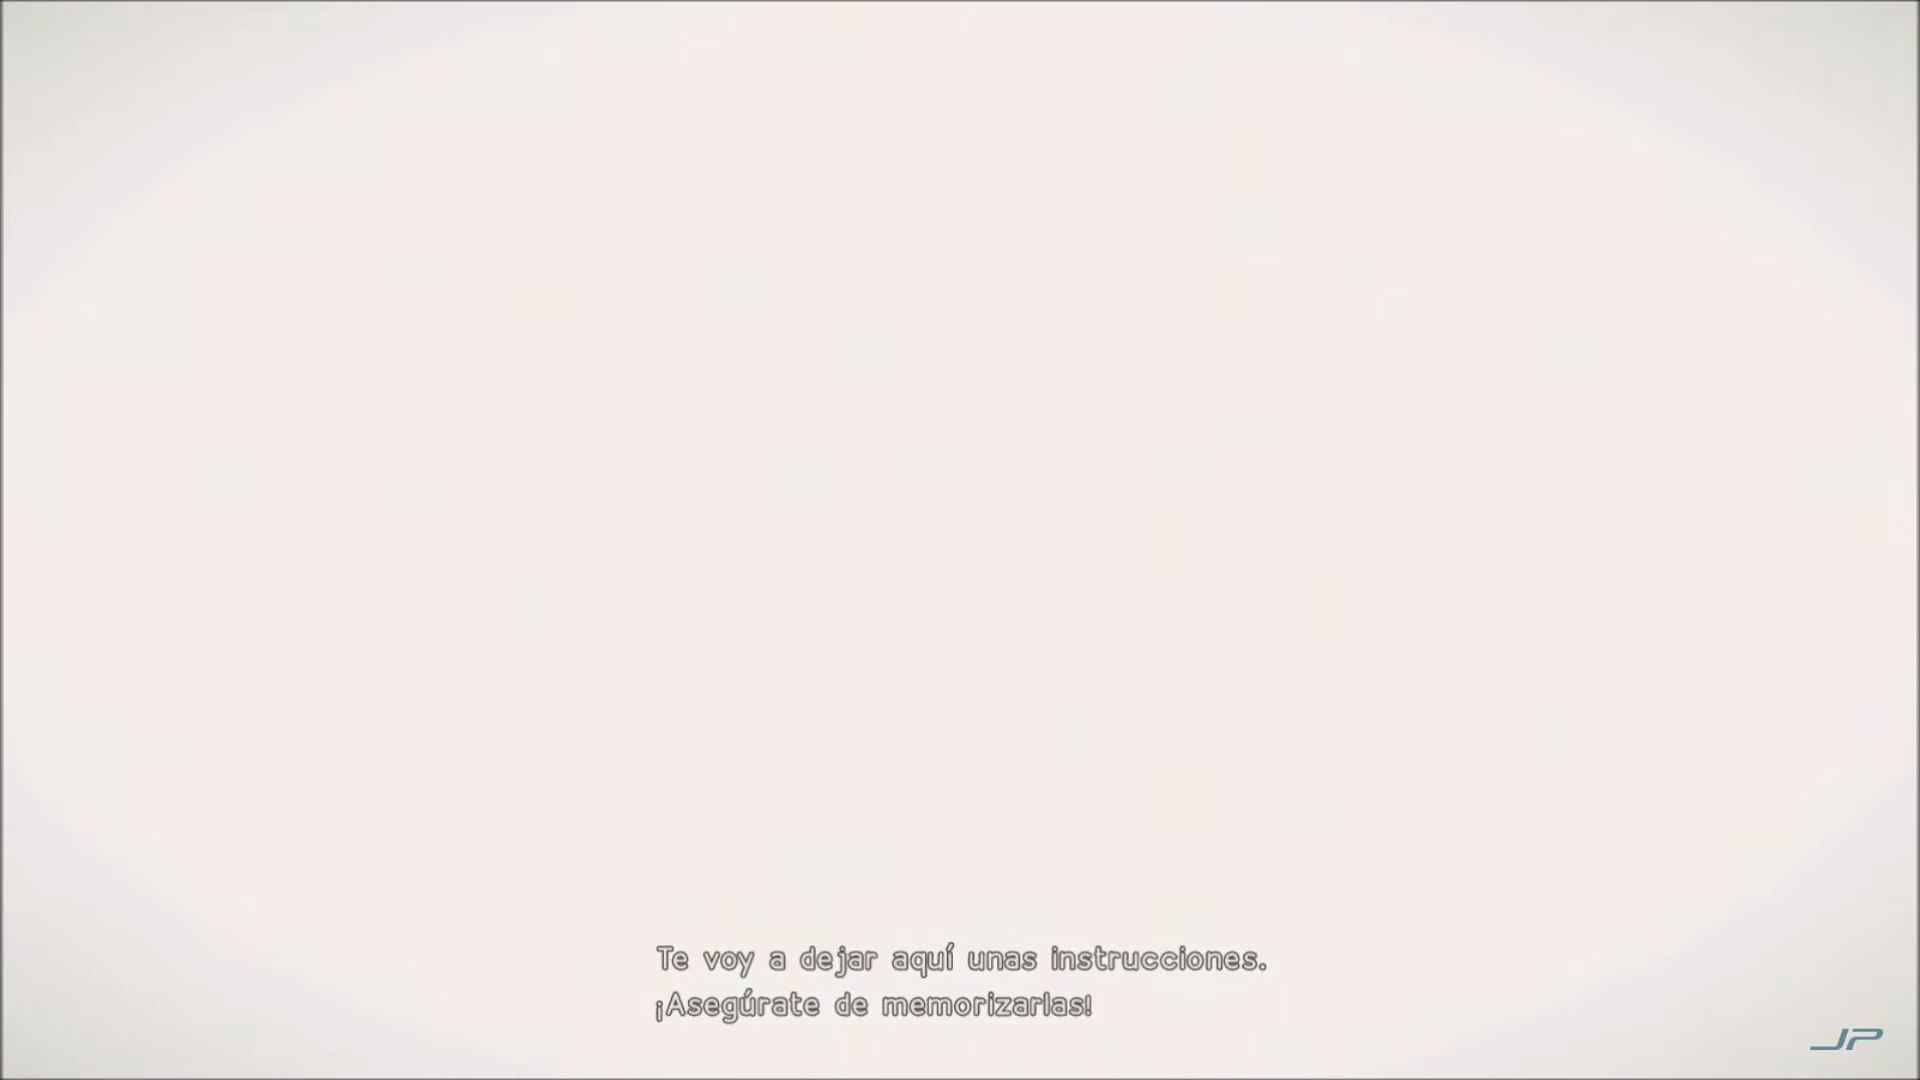 Te voy a dejar aquí unas instrucciones.
¡Asegúrate de memorizarlas!
JP